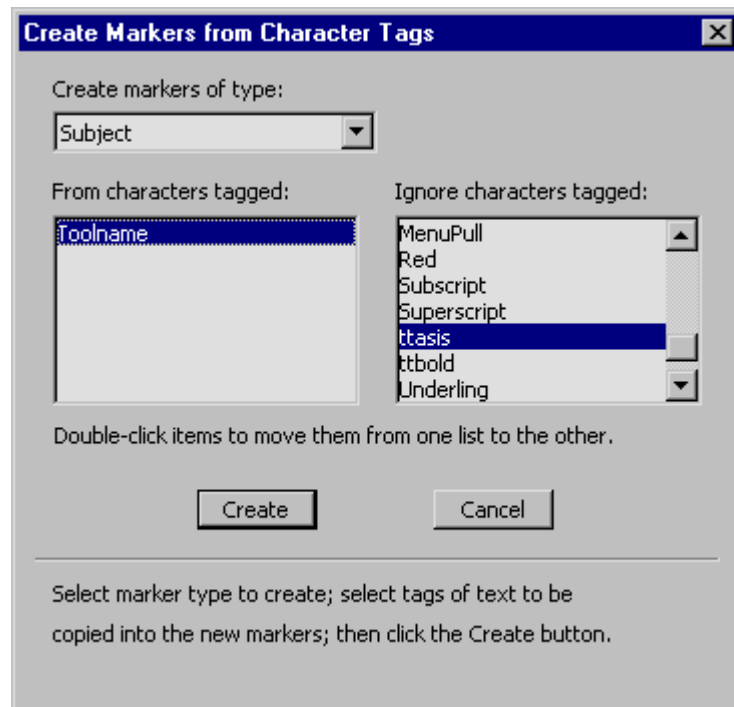 Create Markers from Character Tags
Create markers of type:
Subject
From characters tagged:
Toolname
Ignore characters tagged:
MenuPull
Red
Subscript
Superscript
ttasis
ttbold
Underling
Double-click items to move them from one list to the other.
Create
Cancel
Select marker type to create; select tags of text to be
copied into the new markers; then click the Create button.